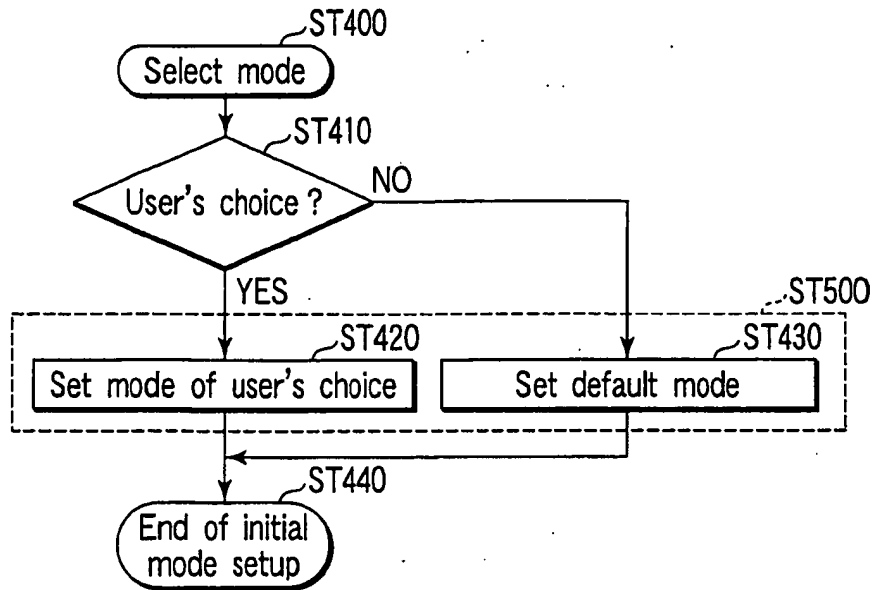 ST400
Select mode
ST410
User's choice ?
NO
YES
ST500
ST420
ST430
Set mode of user's choice
Set default mode
ST440
End of initial
mode setup